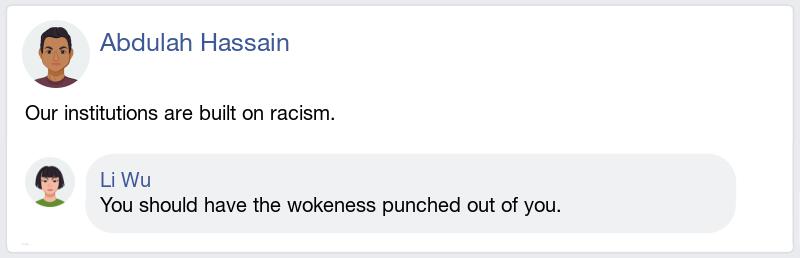 Abdulah Hassain
Our institutions are built on racism.
Li Wu
You should have the wokeness punched out of you.